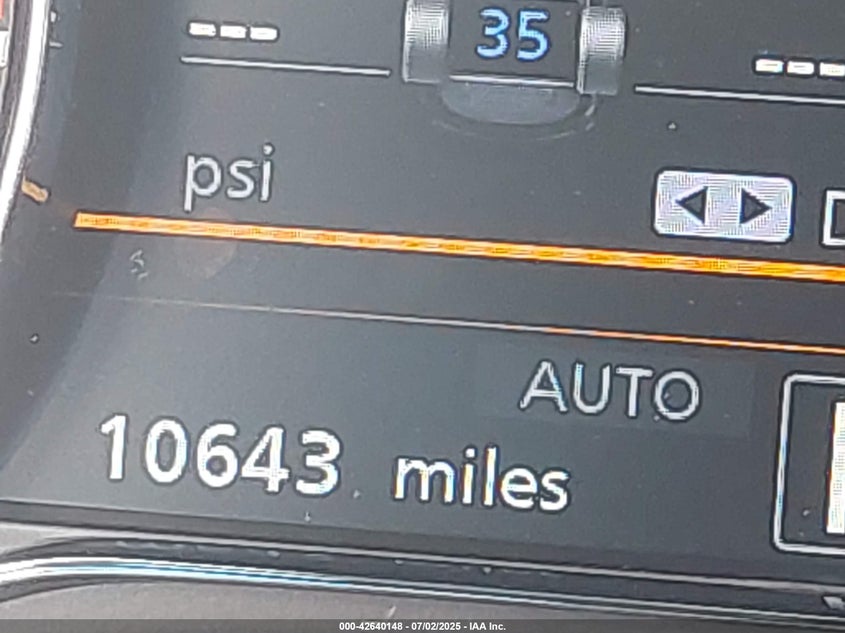 --- 35 ---
psi
AUTO
10643 miles
000-42640148 - 07/02/2025 - IAA Inc.